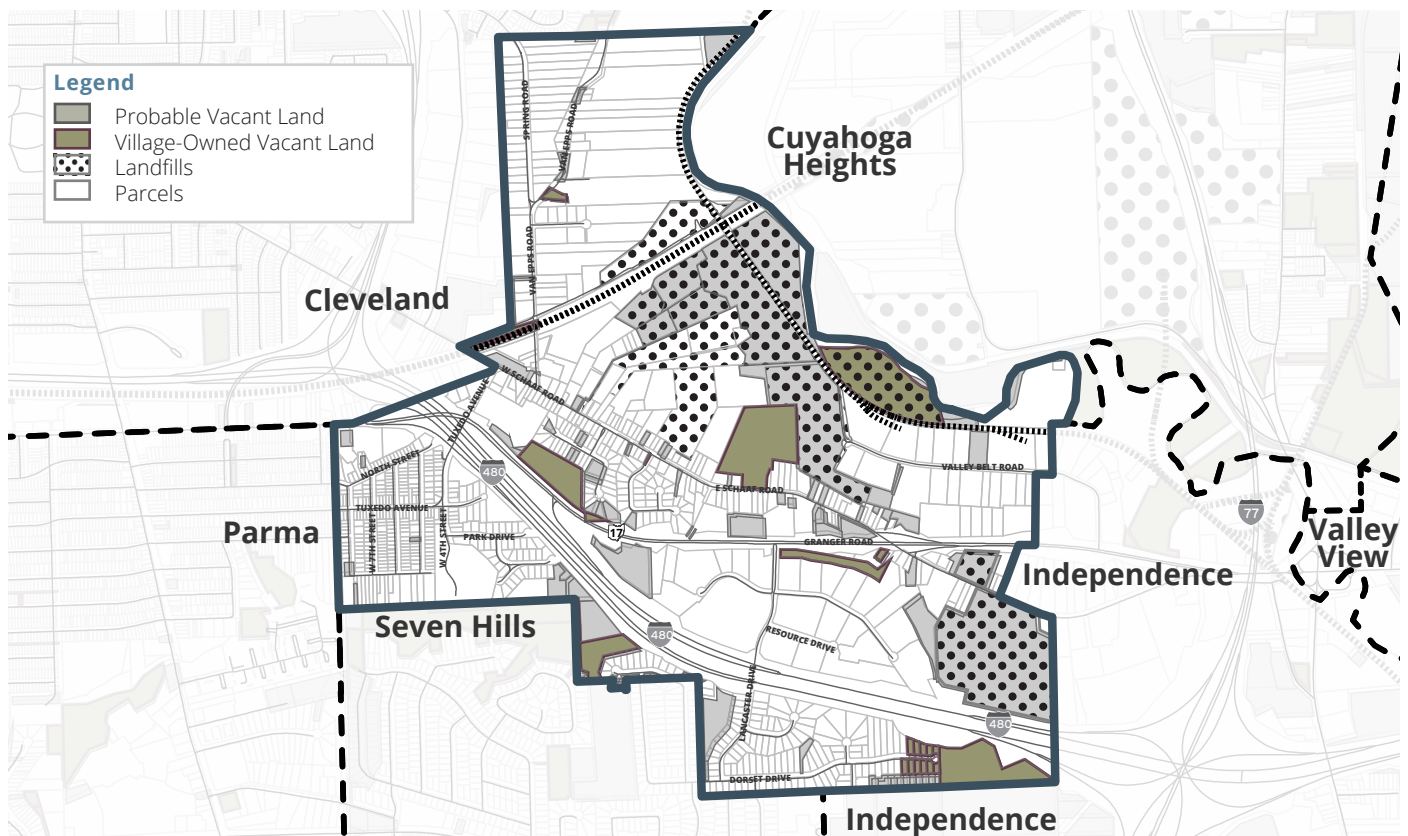 Legend
Probable Vacant Land
Village-Owned Vacant Land
Landfills
Parcels
SPRING ROAD
VAN EPPS ROAD
Cuyahoga
Heights
VAN EPPS ROAD
Cleveland
W SCHAAF ROAD
TUXEDO AVENUE
NORTH STREET
480
VALLEY BELT ROAD
E SCHAAF ROAD
TUXEDO AVENUE
W 7TH STREET
W 4TH STREET
PARK DRIVE
Parma
17
GRANGER ROAD
77
Valley
View
Independence
Seven Hills
480
RESOURCE DRIVE
LANCASTER DRIVE
480
DORSET DRIVE
Independence